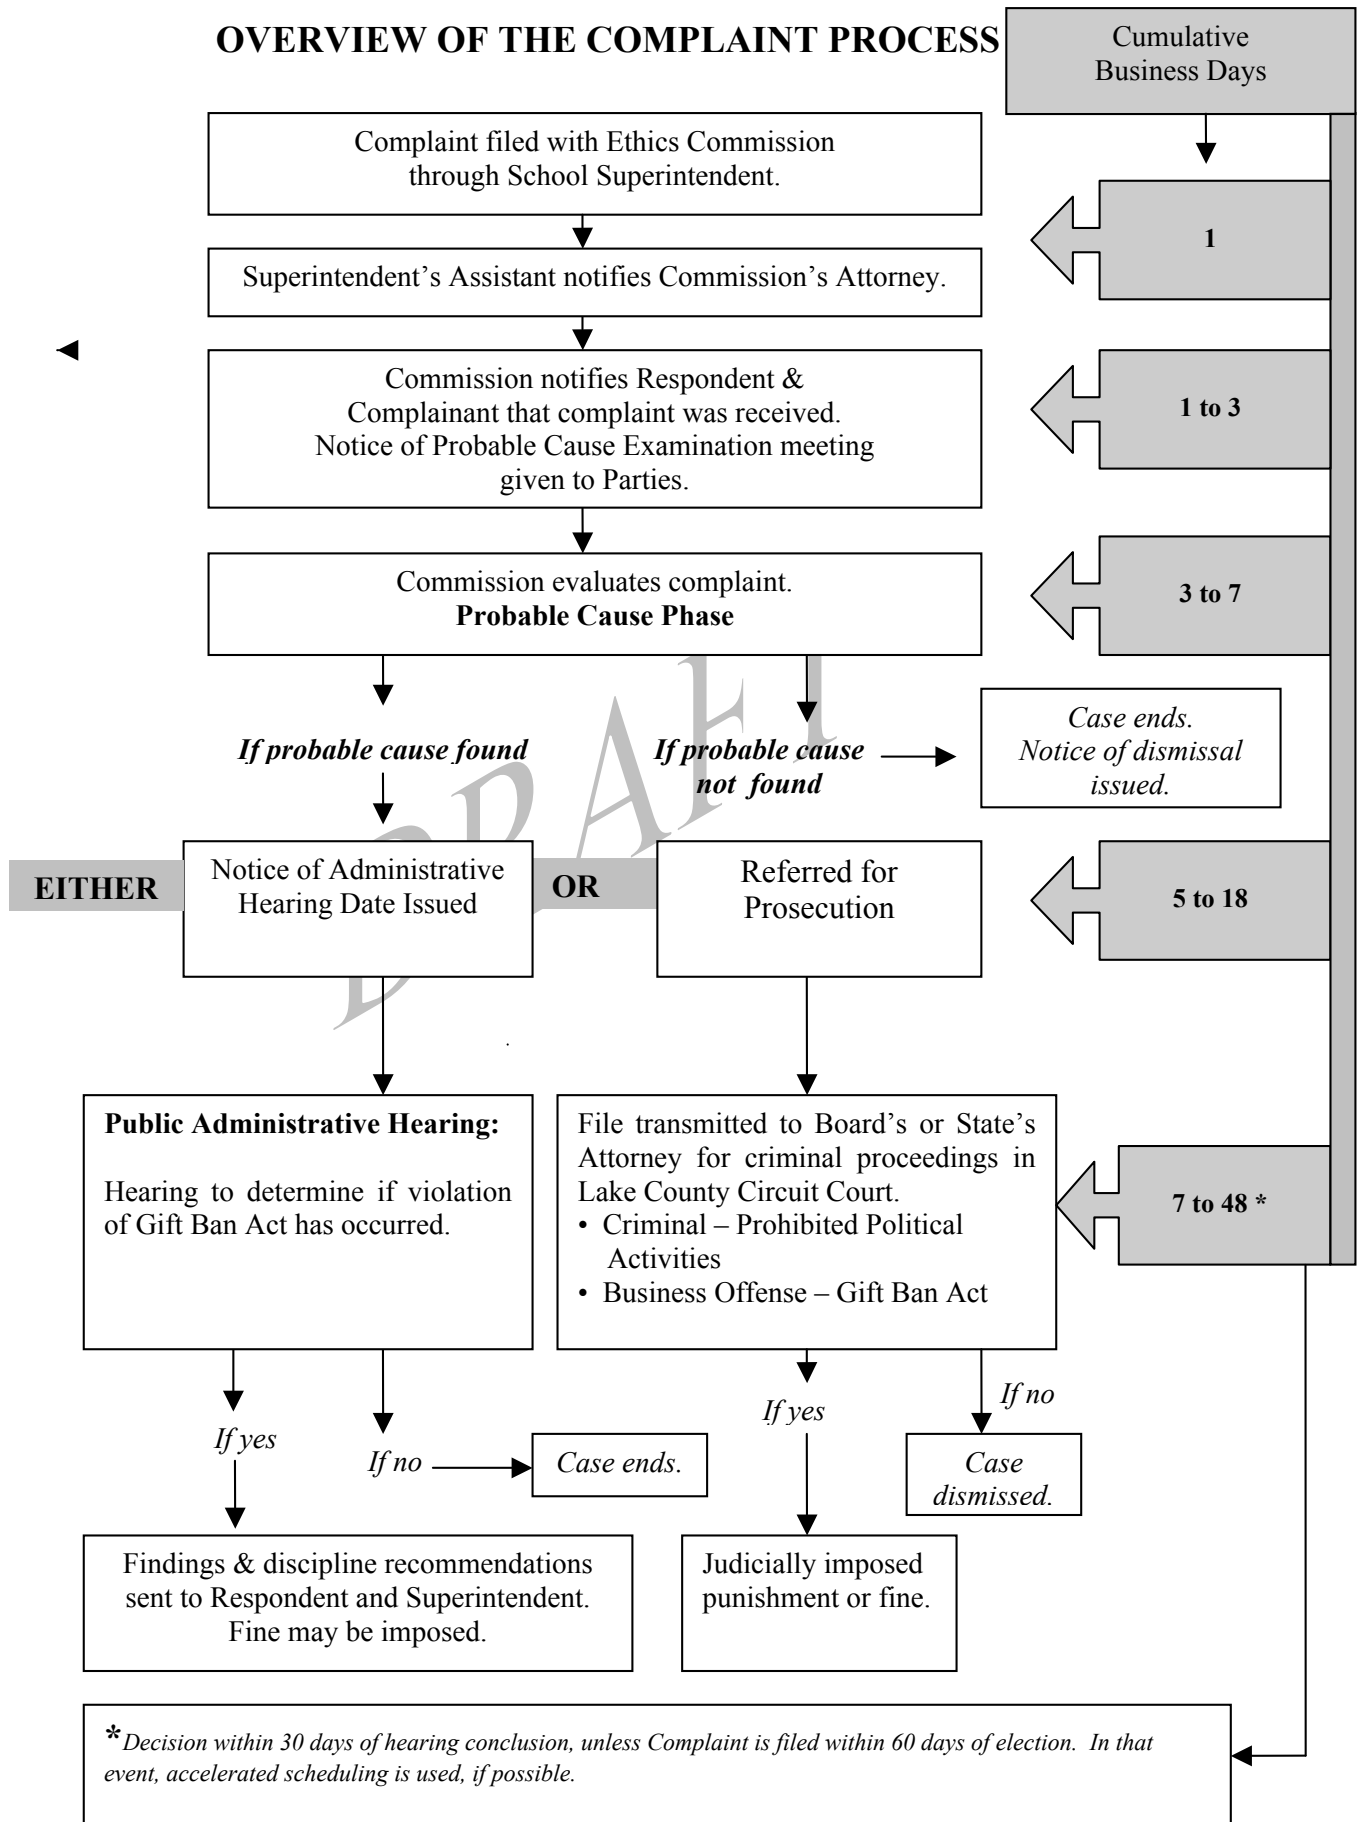 OVERVIEW OF THE COMPLAINT PROCESS
Cumulative
Business Days
Complaint filed with Ethics Commission
through School Superintendent.
1
Superintendent’s Assistant notifies Commission’s Attorney.
Commission notifies Respondent &
Complainant that complaint was received.
Notice of Probable Cause Examination meeting
given to Parties.
1 to 3
Commission evaluates complaint.
Probable Cause Phase
3 to 7
DRAFT
If probable cause found
If probable cause
not found
Case ends.
Notice of dismissal
issued.
EITHER
Notice of Administrative
Hearing Date Issued
OR
Referred for
Prosecution
5 to 18
Public Administrative Hearing:
Hearing to determine if violation
of Gift Ban Act has occurred.
File transmitted to Board’s or State’s
Attorney for criminal proceedings in
Lake County Circuit Court.
• Criminal – Prohibited Political
Activities
• Business Offense – Gift Ban Act
7 to 48 *
If yes
If no
Case ends.
If yes
If no
Case
dismissed.
Findings & discipline recommendations
sent to Respondent and Superintendent.
Fine may be imposed.
Judicially imposed
punishment or fine.
*Decision within 30 days of hearing conclusion, unless Complaint is filed within 60 days of election. In that
event, accelerated scheduling is used, if possible.